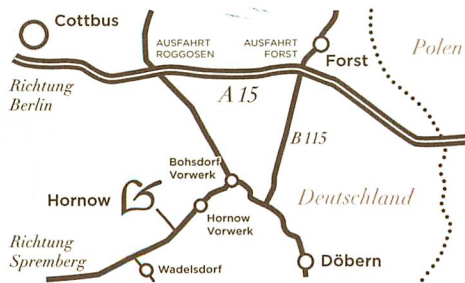 Cottbus
AUSFAHRT
ROGGOSEN
AUSFAHRT
FORST
Forst
Polen
Richtung
Berlin
A 15
B 115
Bohsdorf
Vorwerk
Hornow
Deutschland
Hornow
Vorwerk
Richtung
Spremberg
Wadelsdorf
Döbern